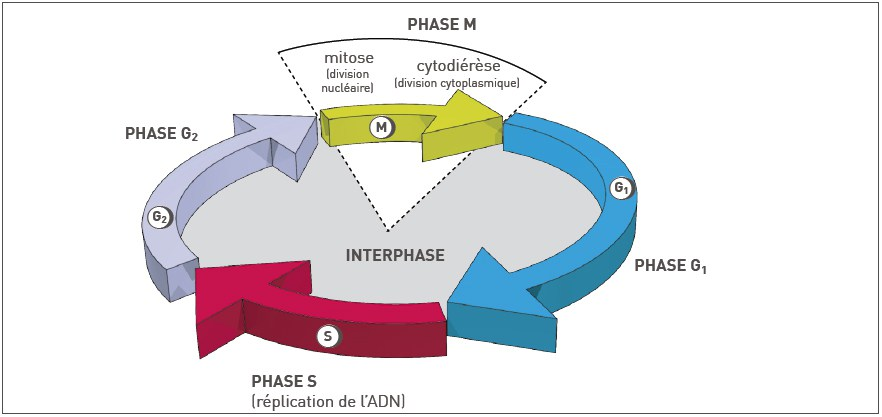 PHASE M
mitose
(division
nucléaire)
cytodiérèse
(division cytoplasmique)
M
PHASE G₂
G₂
G₁
INTERPHASE
PHASE G₁
S
PHASE S
(réplication de l’ADN)